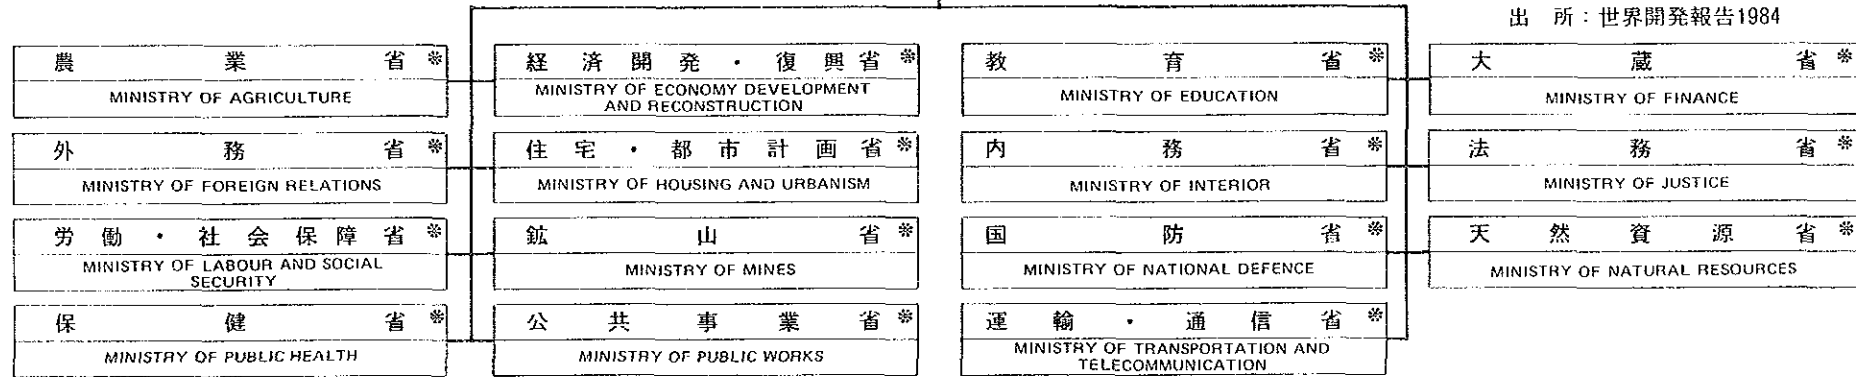 出 所：世界開発報告1984
農業省※
MINISTRY OF AGRICULTURE
経済開発・復興省※
MINISTRY OF ECONOMY DEVELOPMENT
AND RECONSTRUCTION
教育省※
MINISTRY OF EDUCATION
大蔵省※
MINISTRY OF FINANCE
外務省※
MINISTRY OF FOREIGN RELATIONS
住宅・都市計画省※
MINISTRY OF HOUSING AND URBANISM
内務省※
MINISTRY OF INTERIOR
法務省※
MINISTRY OF JUSTICE
労働・社会保障省※
MINISTRY OF LABOUR AND SOCIAL
SECURITY
鉱山省※
MINISTRY OF MINES
国防省※
MINISTRY OF NATIONAL DEFENCE
天然資源省※
MINISTRY OF NATURAL RESOURCES
保健省※
MINISTRY OF PUBLIC HEALTH
公共事業省※
MINISTRY OF PUBLIC WORKS
運輸・通信省※
MINISTRY OF TRANSPORTATION AND
TELECOMMUNICATION